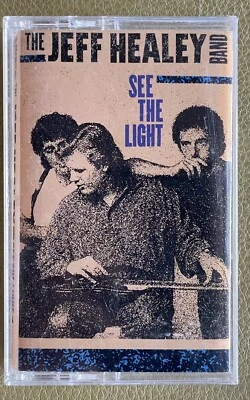 THE JEFF HEALEY BAND
SEE
THE
LIGHT